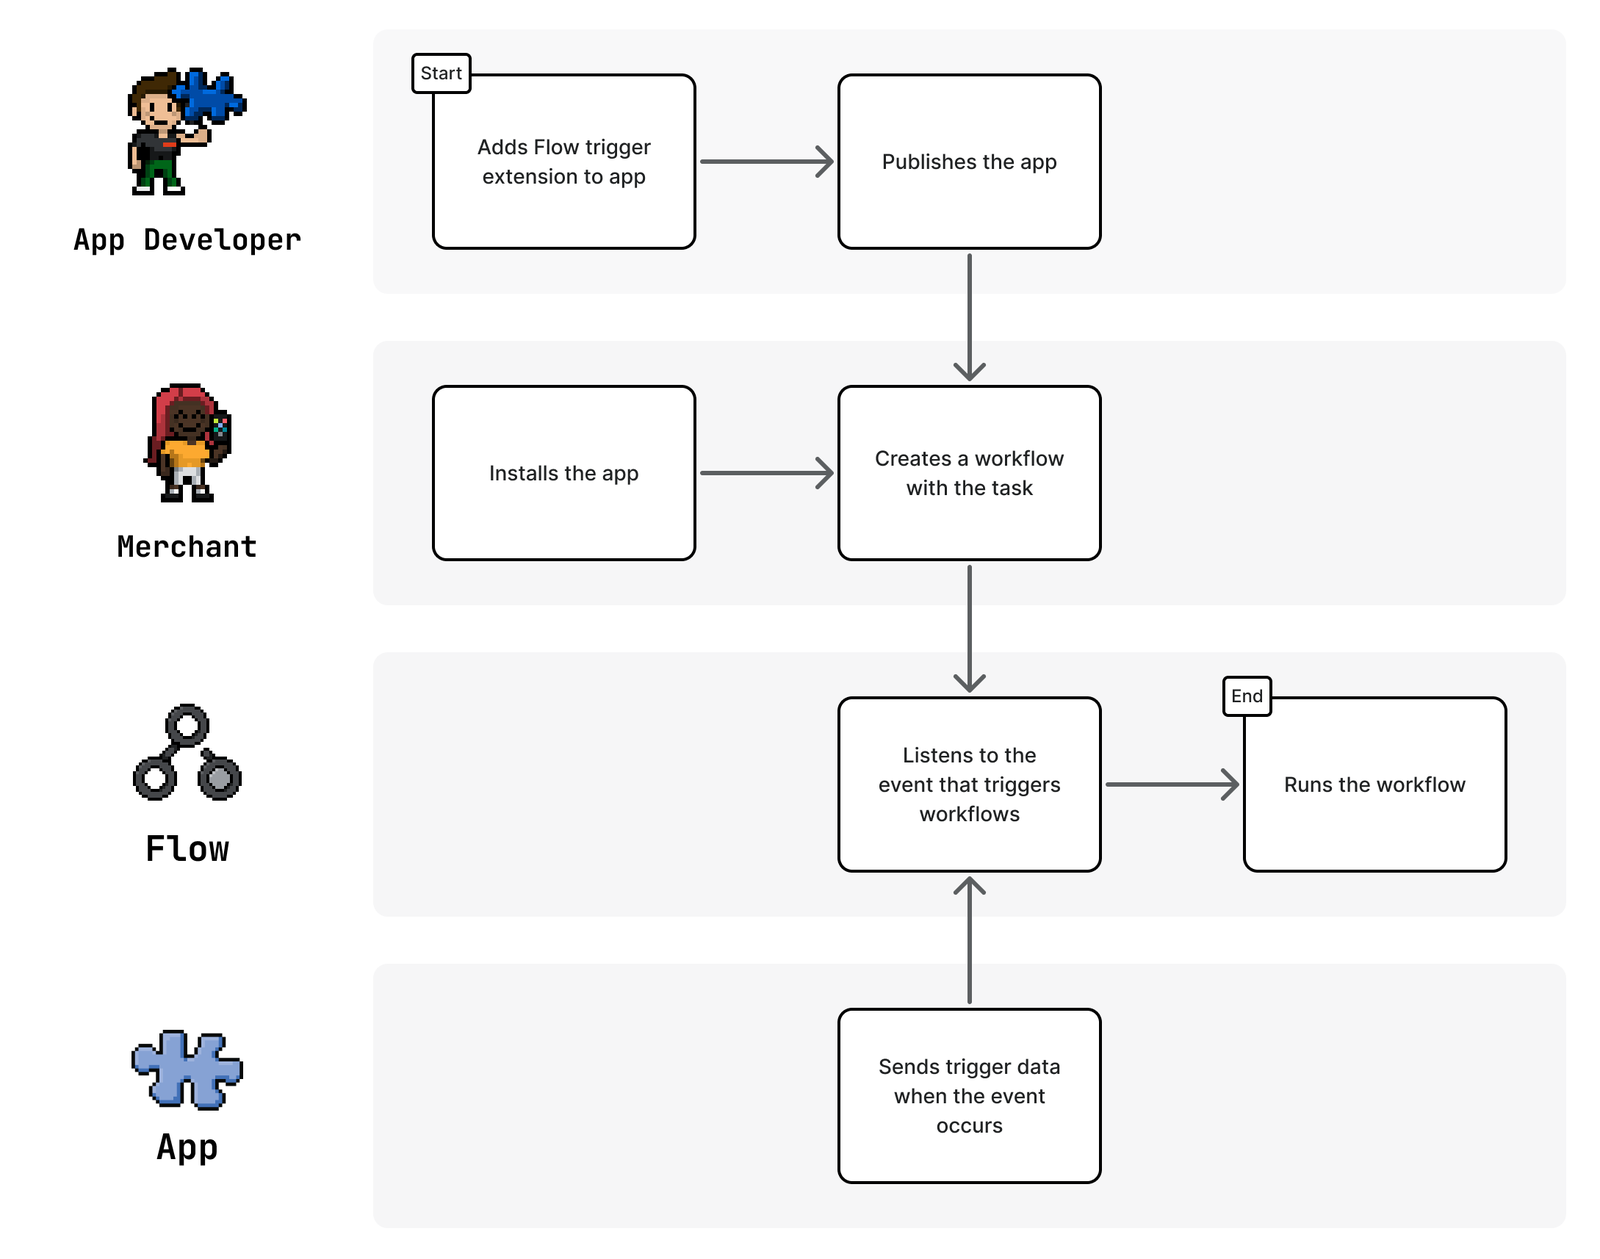 Start
Adds Flow trigger
extension to app
Publishes the app
App Developer
Installs the app
Creates a workflow
with the task
Merchant
End
Listens to the
event that triggers
workflows
Runs the workflow
Flow
Sends trigger data
when the event
occurs
App